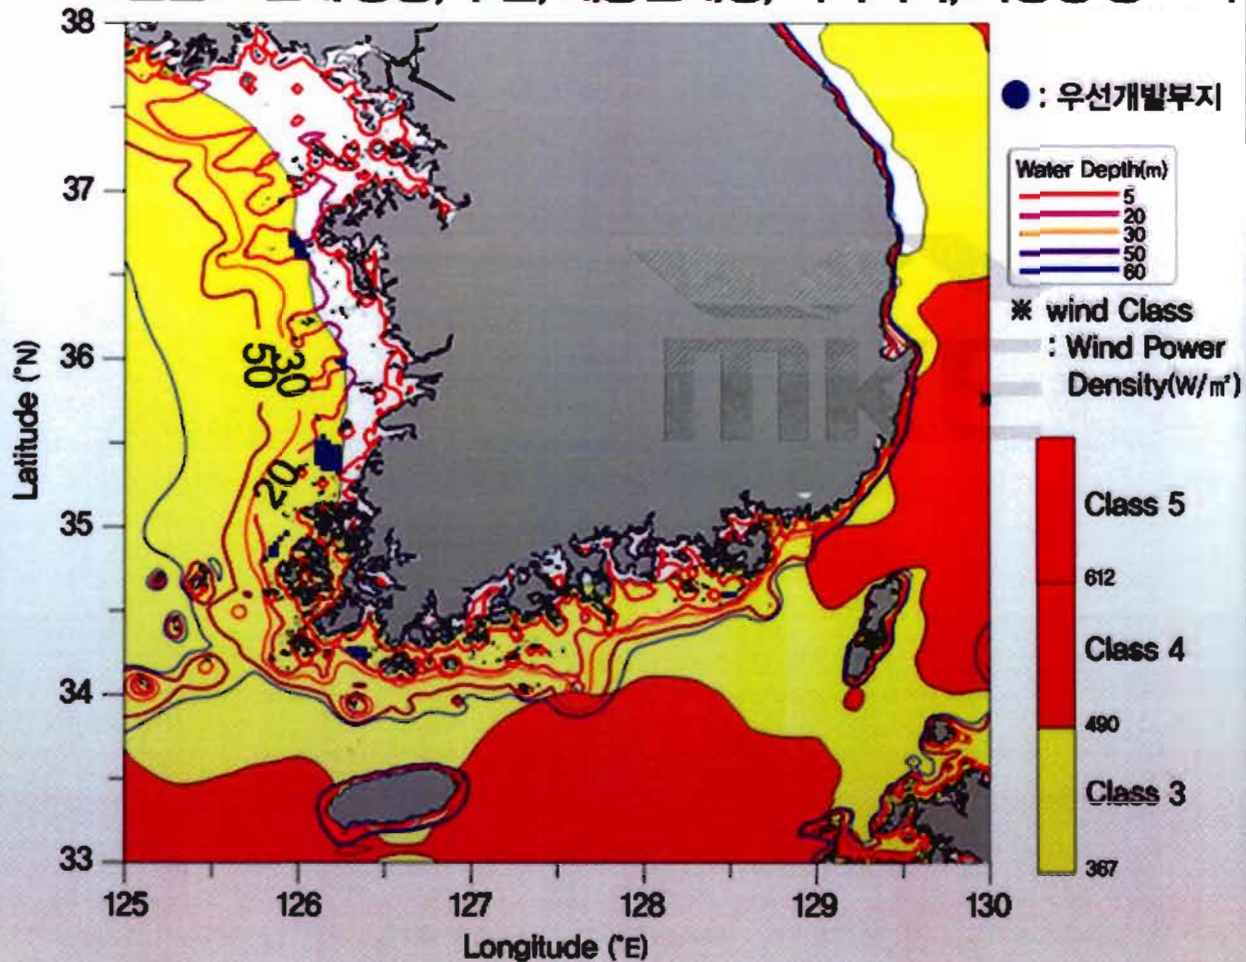 38
37
36
35
34
33
125
126
127
128
129
130
Latitude (°N)
Longitude (°E)
50
30
20
: 우선개발부지
Water Depth(m)
5
20
30
50
60
※ wind Class
: Wind Power
Density(W/㎡)
Class 5
612
Class 4
490
Class 3
367